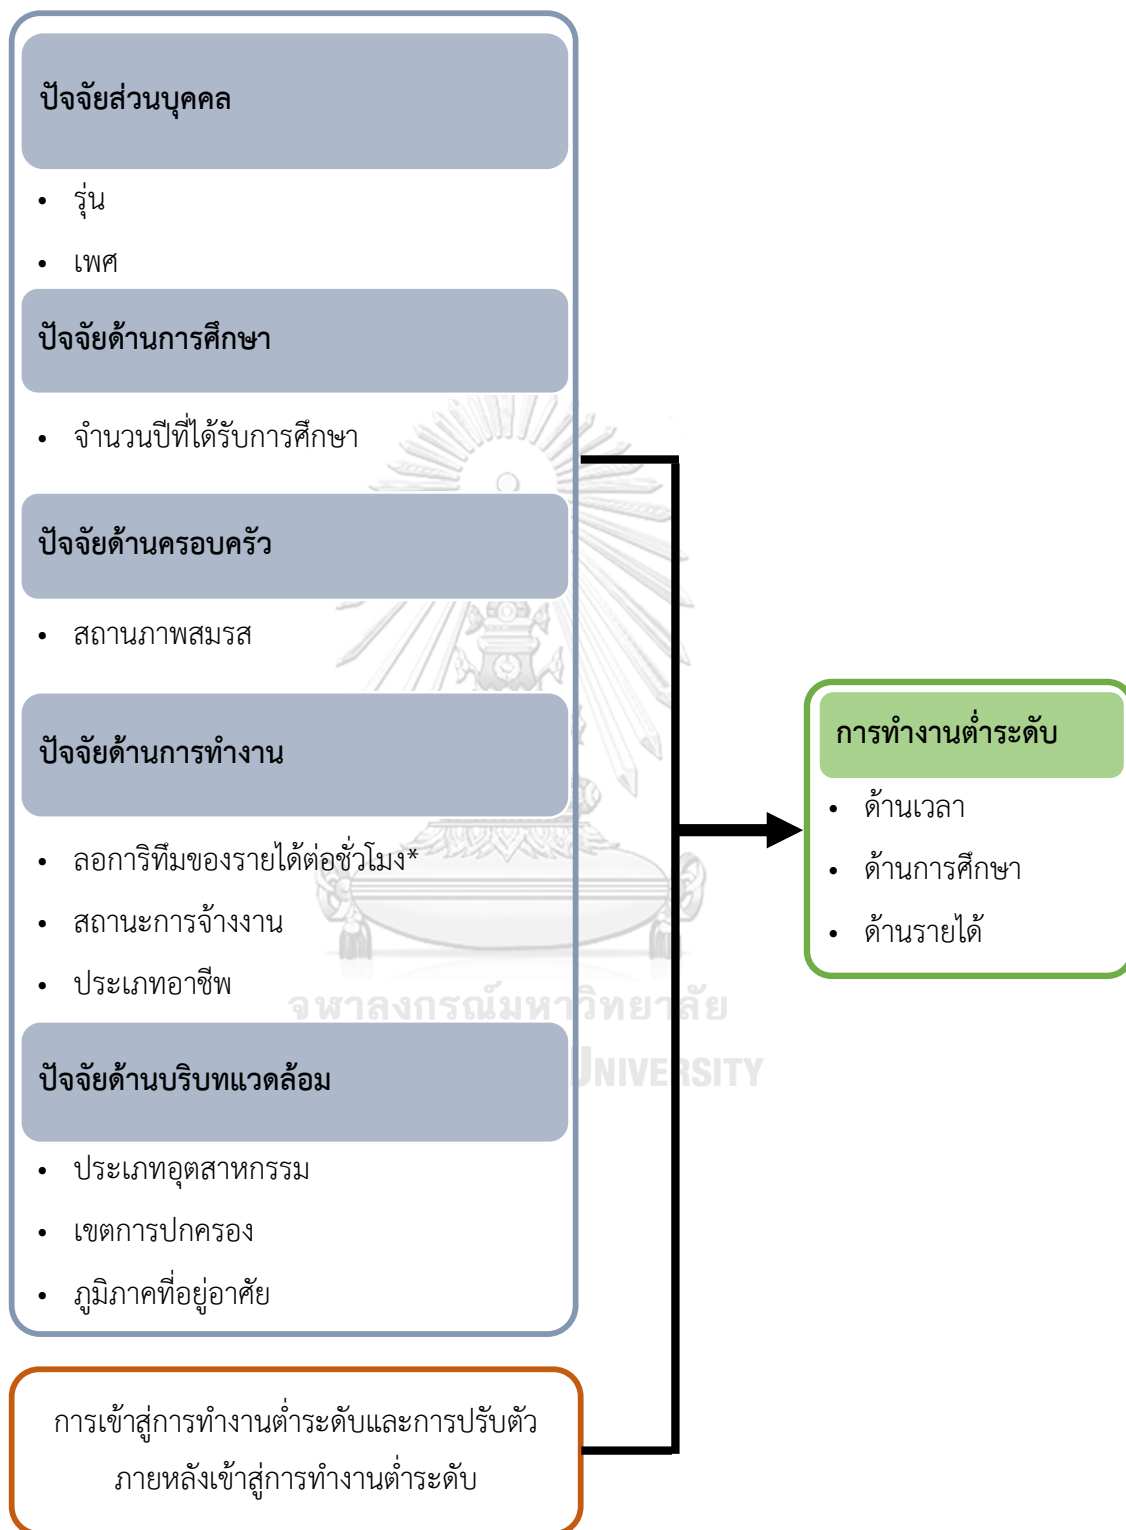 ปัจจัยส่วนบุคคล
• รุ่น
• เพศ
ปัจจัยด้านการศึกษา
• จำนวนปีที่ได้รับการศึกษา
ปัจจัยด้านครอบครัว
• สถานภาพสมรส
ปัจจัยด้านการทำงาน
• ลอการิทึมของรายได้ต่อชั่วโมง*
• สถานะการจ้างงาน
• ประเภทอาชีพ
จุฬาลงกรณ์มหาวิทยาลัย
UNIVERSITY
ปัจจัยด้านบริบทแวดล้อม
• ประเภทอุตสาหกรรม
• เขตการปกครอง
• ภูมิภาคที่อยู่อาศัย
การเข้าสู่การทำงานต่ำระดับและการปรับตัว
ภายหลังเข้าสู่การทำงานต่ำระดับ
การทำงานต่ำระดับ
• ด้านเวลา
• ด้านการศึกษา
• ด้านรายได้